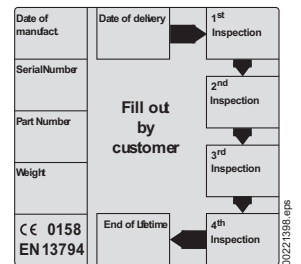 Date of
manufact.
SerialNumber
Part Number
Weight
CE 0158
EN 13794
Date of delivery
Fill out
by
customer
End of Lifetime
1st
Inspection
2nd
Inspection
3rd
Inspection
4th
Inspection
00221398.eps